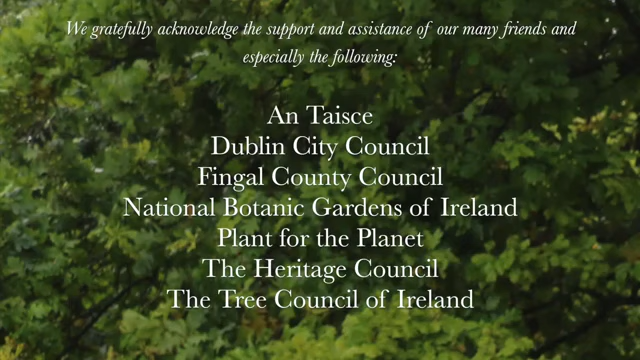 We gratefully acknowledge the support and assistance of our many friends and
especially the following:
An Taisce
Dublin City Council
Fingal County Council
National Botanic Gardens of Ireland
Plant for the Planet
The Heritage Council
The Tree Council of Ireland